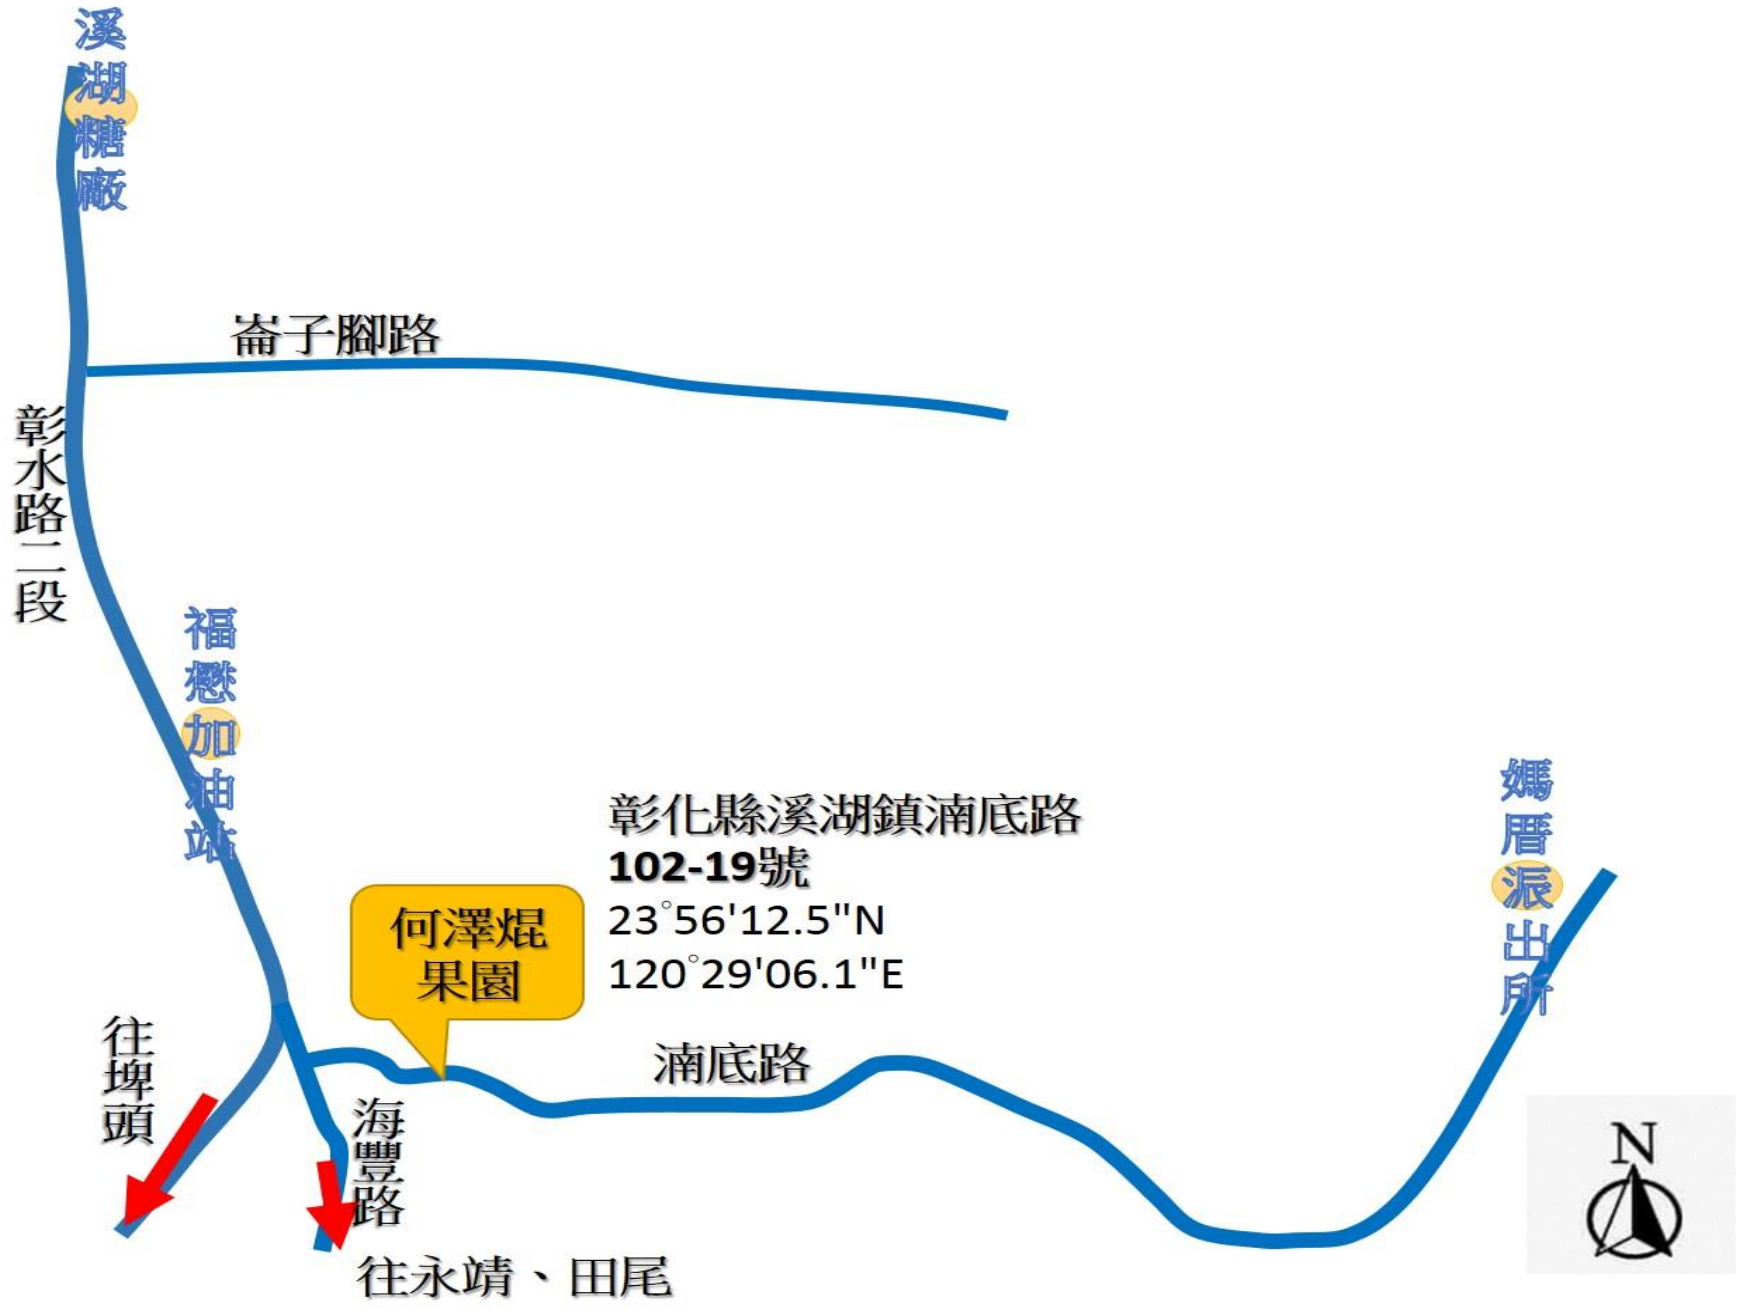 溪湖糖廠
崙子腳路
彰水路二段
福懋加油站
彰化縣溪湖鎮湳底路
102-19號
23°56'12.5"N
120°29'06.1"E
媽厝派出所
何澤焜
果園
湳底路
往埤頭
海豐路
往永靖、田尾
N